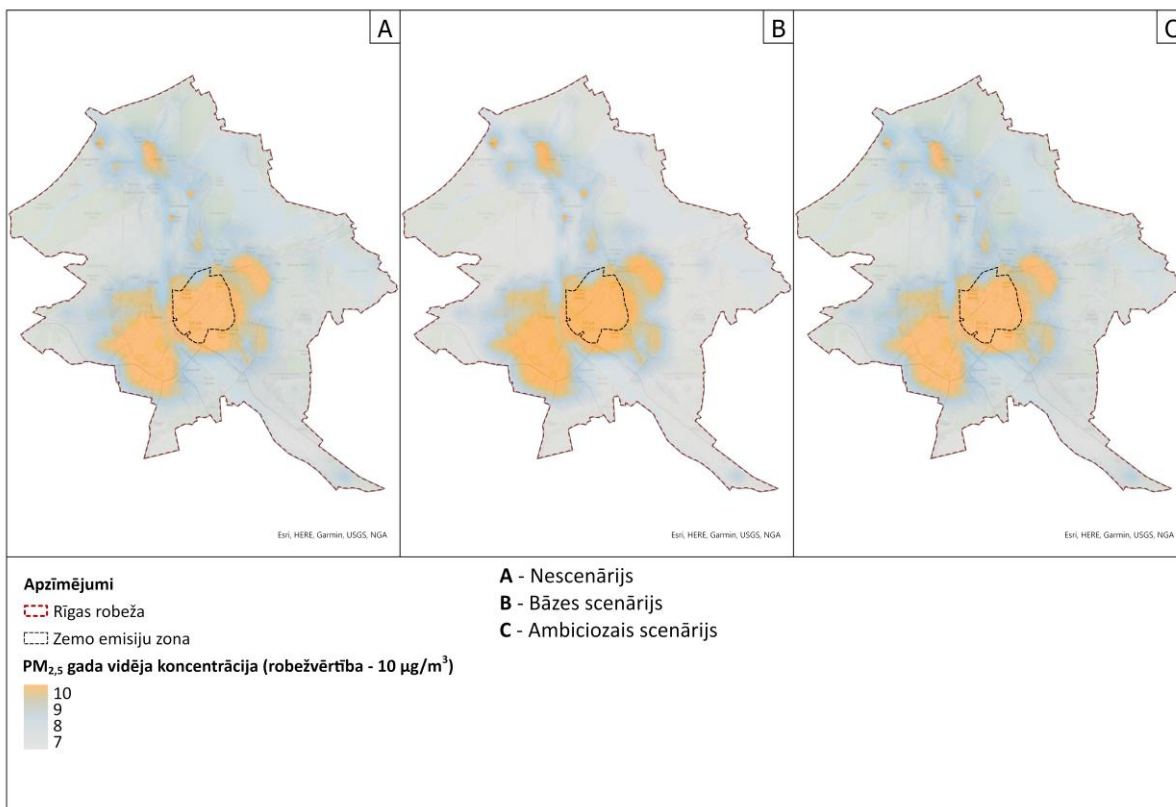 A
B
C
Esri, HERE, Garmin, USGS, NGA
Esri, HERE, Garmin, USGS, NGA
Esri, HERE, Garmin, USGS, NGA
Apzīmējumi
Rīgas robeža
Zemo emisiju zona
PM2,5 gada vidēja koncentrācija (robežvērtība - 10 µg/m³)
10
9
8
7
A - Nescenārijs
B - Bāzes scenārijs
C - Ambiciozais scenārijs